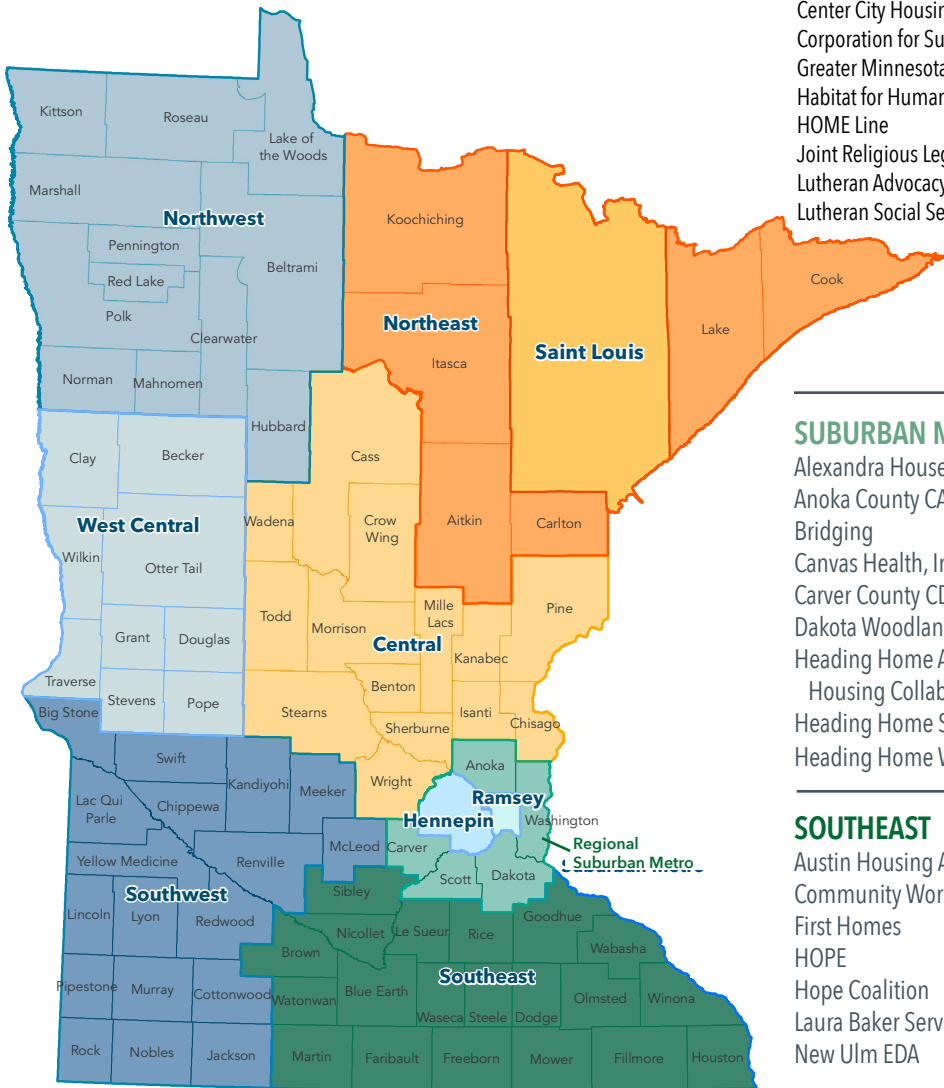 Center City Housin
Corporation for Su
Greater Minnesota
Habitat for Human
HOME Line
Joint Religious Leg
Lutheran Advocacy
Lutheran Social Se
Kittson
Roseau
Lake of
the Woods
Marshall
Northwest
Koochiching
Pennington
Beltrami
Red Lake
Cook
Polk
Northeast
Lake
Clearwater
Saint Louis
Itasca
Norman
Mahnomen
Hubbard
SUBURBAN M
Alexandra House
Anoka County CA
Bridging
Canvas Health, In
Carver County CD
Dakota Woodlan
Heading Home A
Housing Collab
Heading Home S
Heading Home W
Clay
Becker
Cass
West Central
Wadena
Crow
Wing
Aitkin
Carlton
Wilkin
Otter Tail
Mille
Lacs
Pine
Todd
Morrison
Grant
Douglas
Central
Kanabec
Traverse
Benton
Stevens
Pope
Big Stone
Stearns
Isanti
Chisago
Sherburne
Swift
Anoka
Kandiyohi
Wright
Meeker
Lac Qui
Parle
Chippewa
Ramsey
Hennepin
Washington
SOUTHEAST
Austin Housing A
Community Wor
First Homes
HOPE
Hope Coalition
Laura Baker Serv
New Ulm EDA
McLeod
Carver
Regional
Suburban Metro
Yellow Medicine
Renville
Scott
Dakota
Southwest
Sibley
Lincoln
Lyon
Redwood
Goodhue
Nicollet
Le Sueur
Rice
Wabasha
Brown
Southeast
Pipestone
Murray
Cottonwood
Watonwan
Blue Earth
Olmsted
Winona
Waseca
Steele
Dodge
Rock
Nobles
Jackson
Martin
Faribault
Freeborn
Mower
Fillmore
Houston